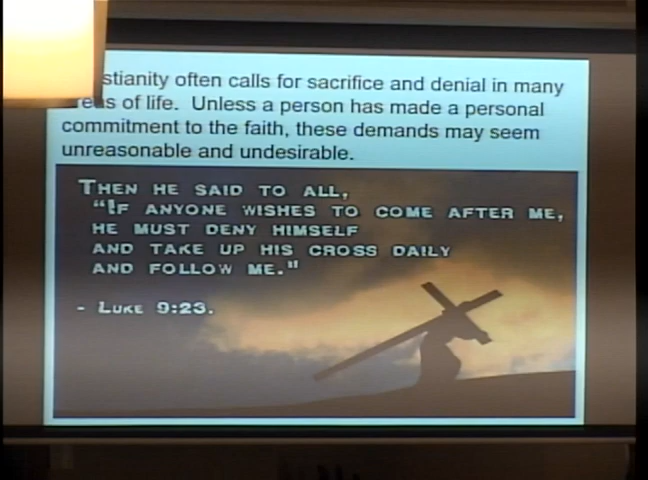 stianity often calls for sacrifice and denial in many
of life. Unless a person has made a personal
commitment to the faith, these demands may seem
unreasonable and undesirable.
THEN HE SAID TO ALL,
“IF ANYONE WISHES TO COME AFTER ME,
HE MUST DENY HIMSELF
AND TAKE UP HIS CROSS DAILY
AND FOLLOW ME."
- LUKE 9:23.